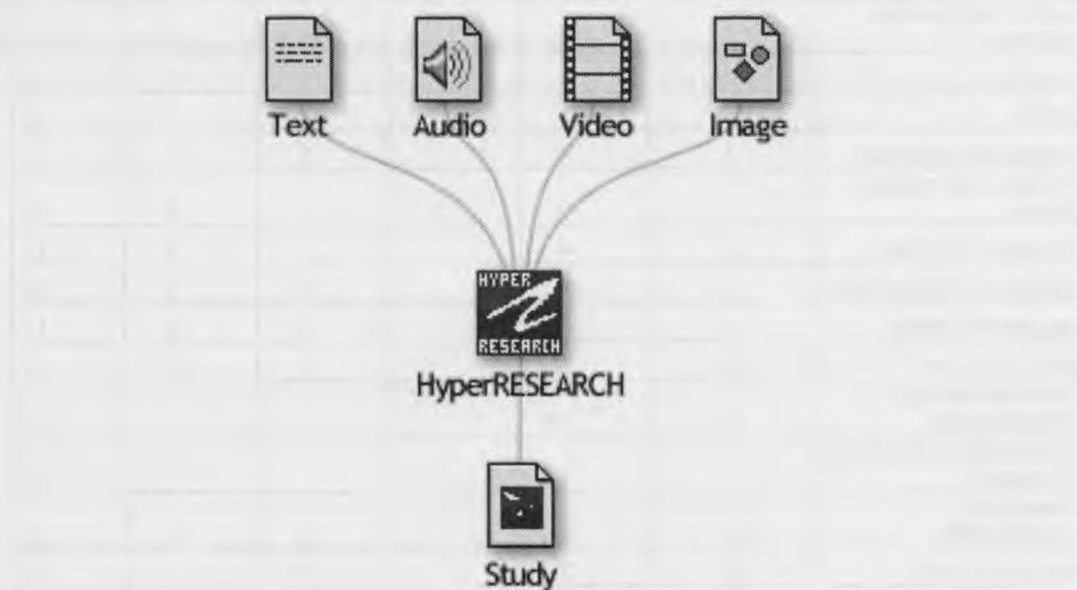 Text Audio Video Image
HYPER
RESEARCH
HyperRESEARCH
Study